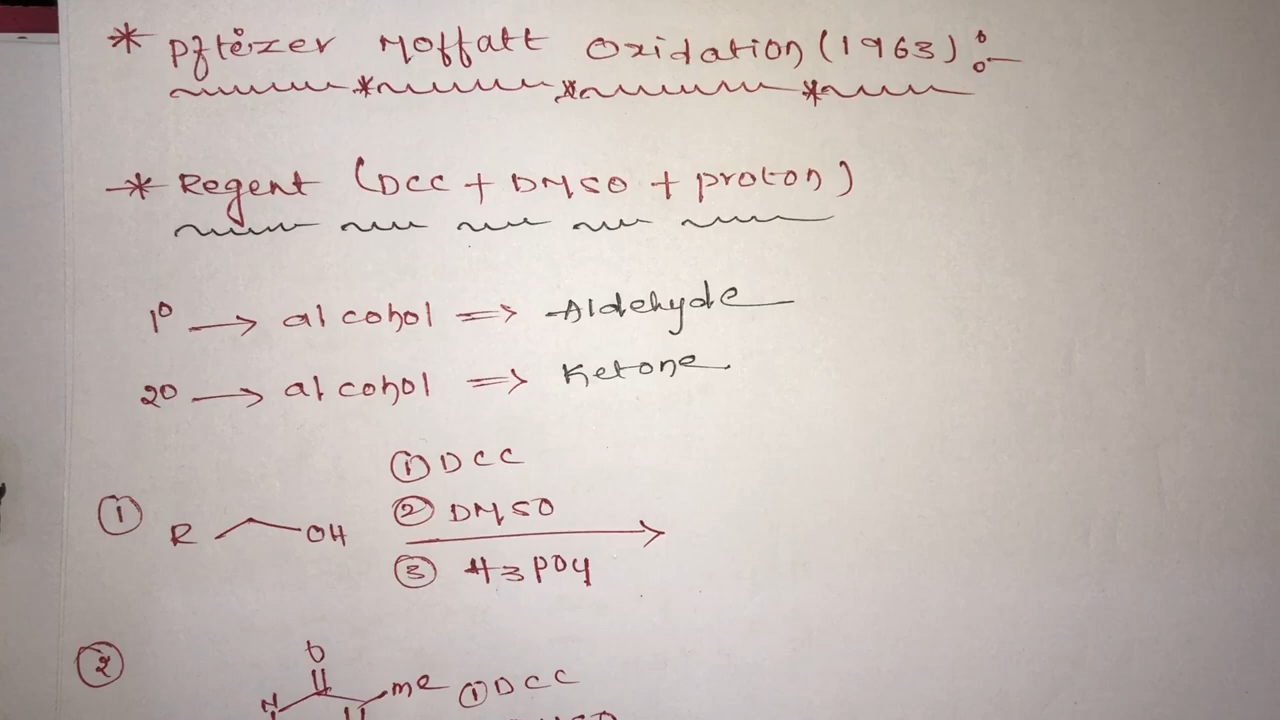 * Pfteizer Moffatt Oxidation (1963) :-
* Regent (DCC + DMSO + proton)
1° → alcohol ⇒ Aldehyde
2° → alcohol ⇒ Ketone
① DCC
② DMSO
① R OH
③ H3PO4
② O
N me ① DCC